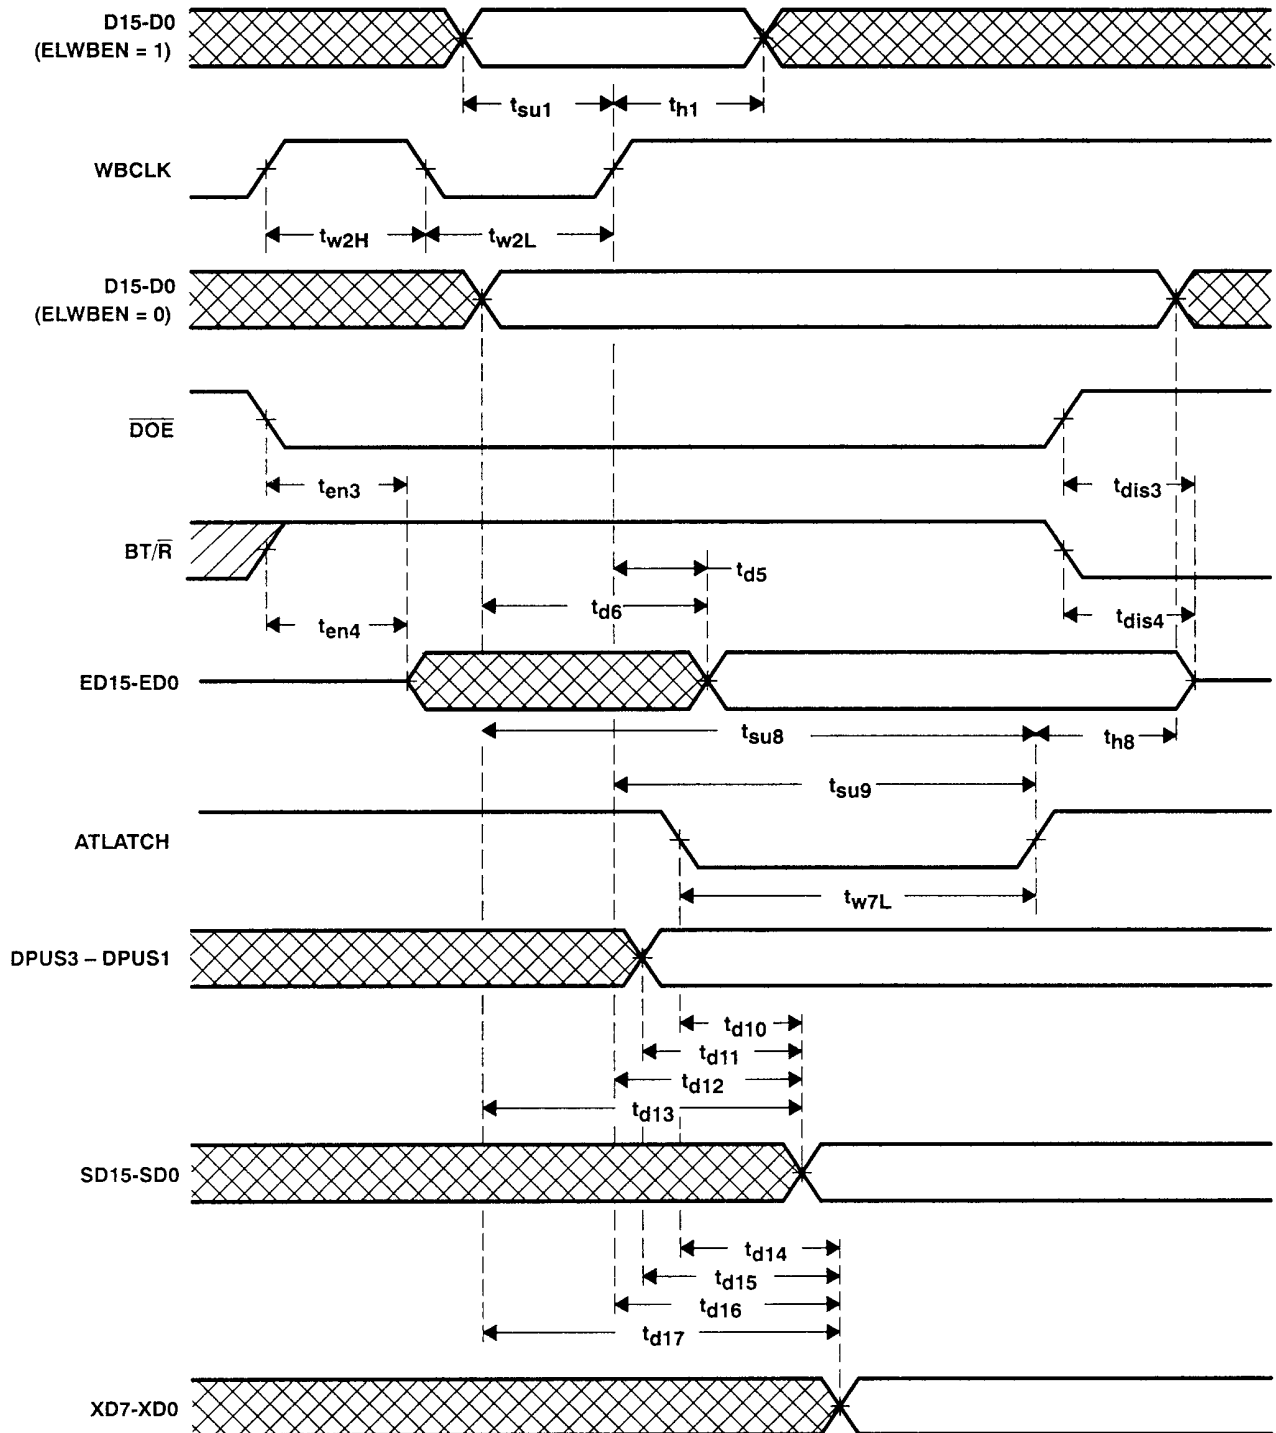 D15-D0
(ELWBEN = 1)
tsu1
th1
WBCLK
tw2H
tw2L
D15-D0
(ELWBEN = 0)
D̅O̅E̅
ten3
tdis3
BT/R̅
td5
td6
ten4
tdis4
ED15-ED0
tsu8
th8
tsu9
ATLATCH
tw7L
DPUS3 – DPUS1
td10
td11
td12
td13
SD15-SD0
td14
td15
td16
td17
XD7-XD0